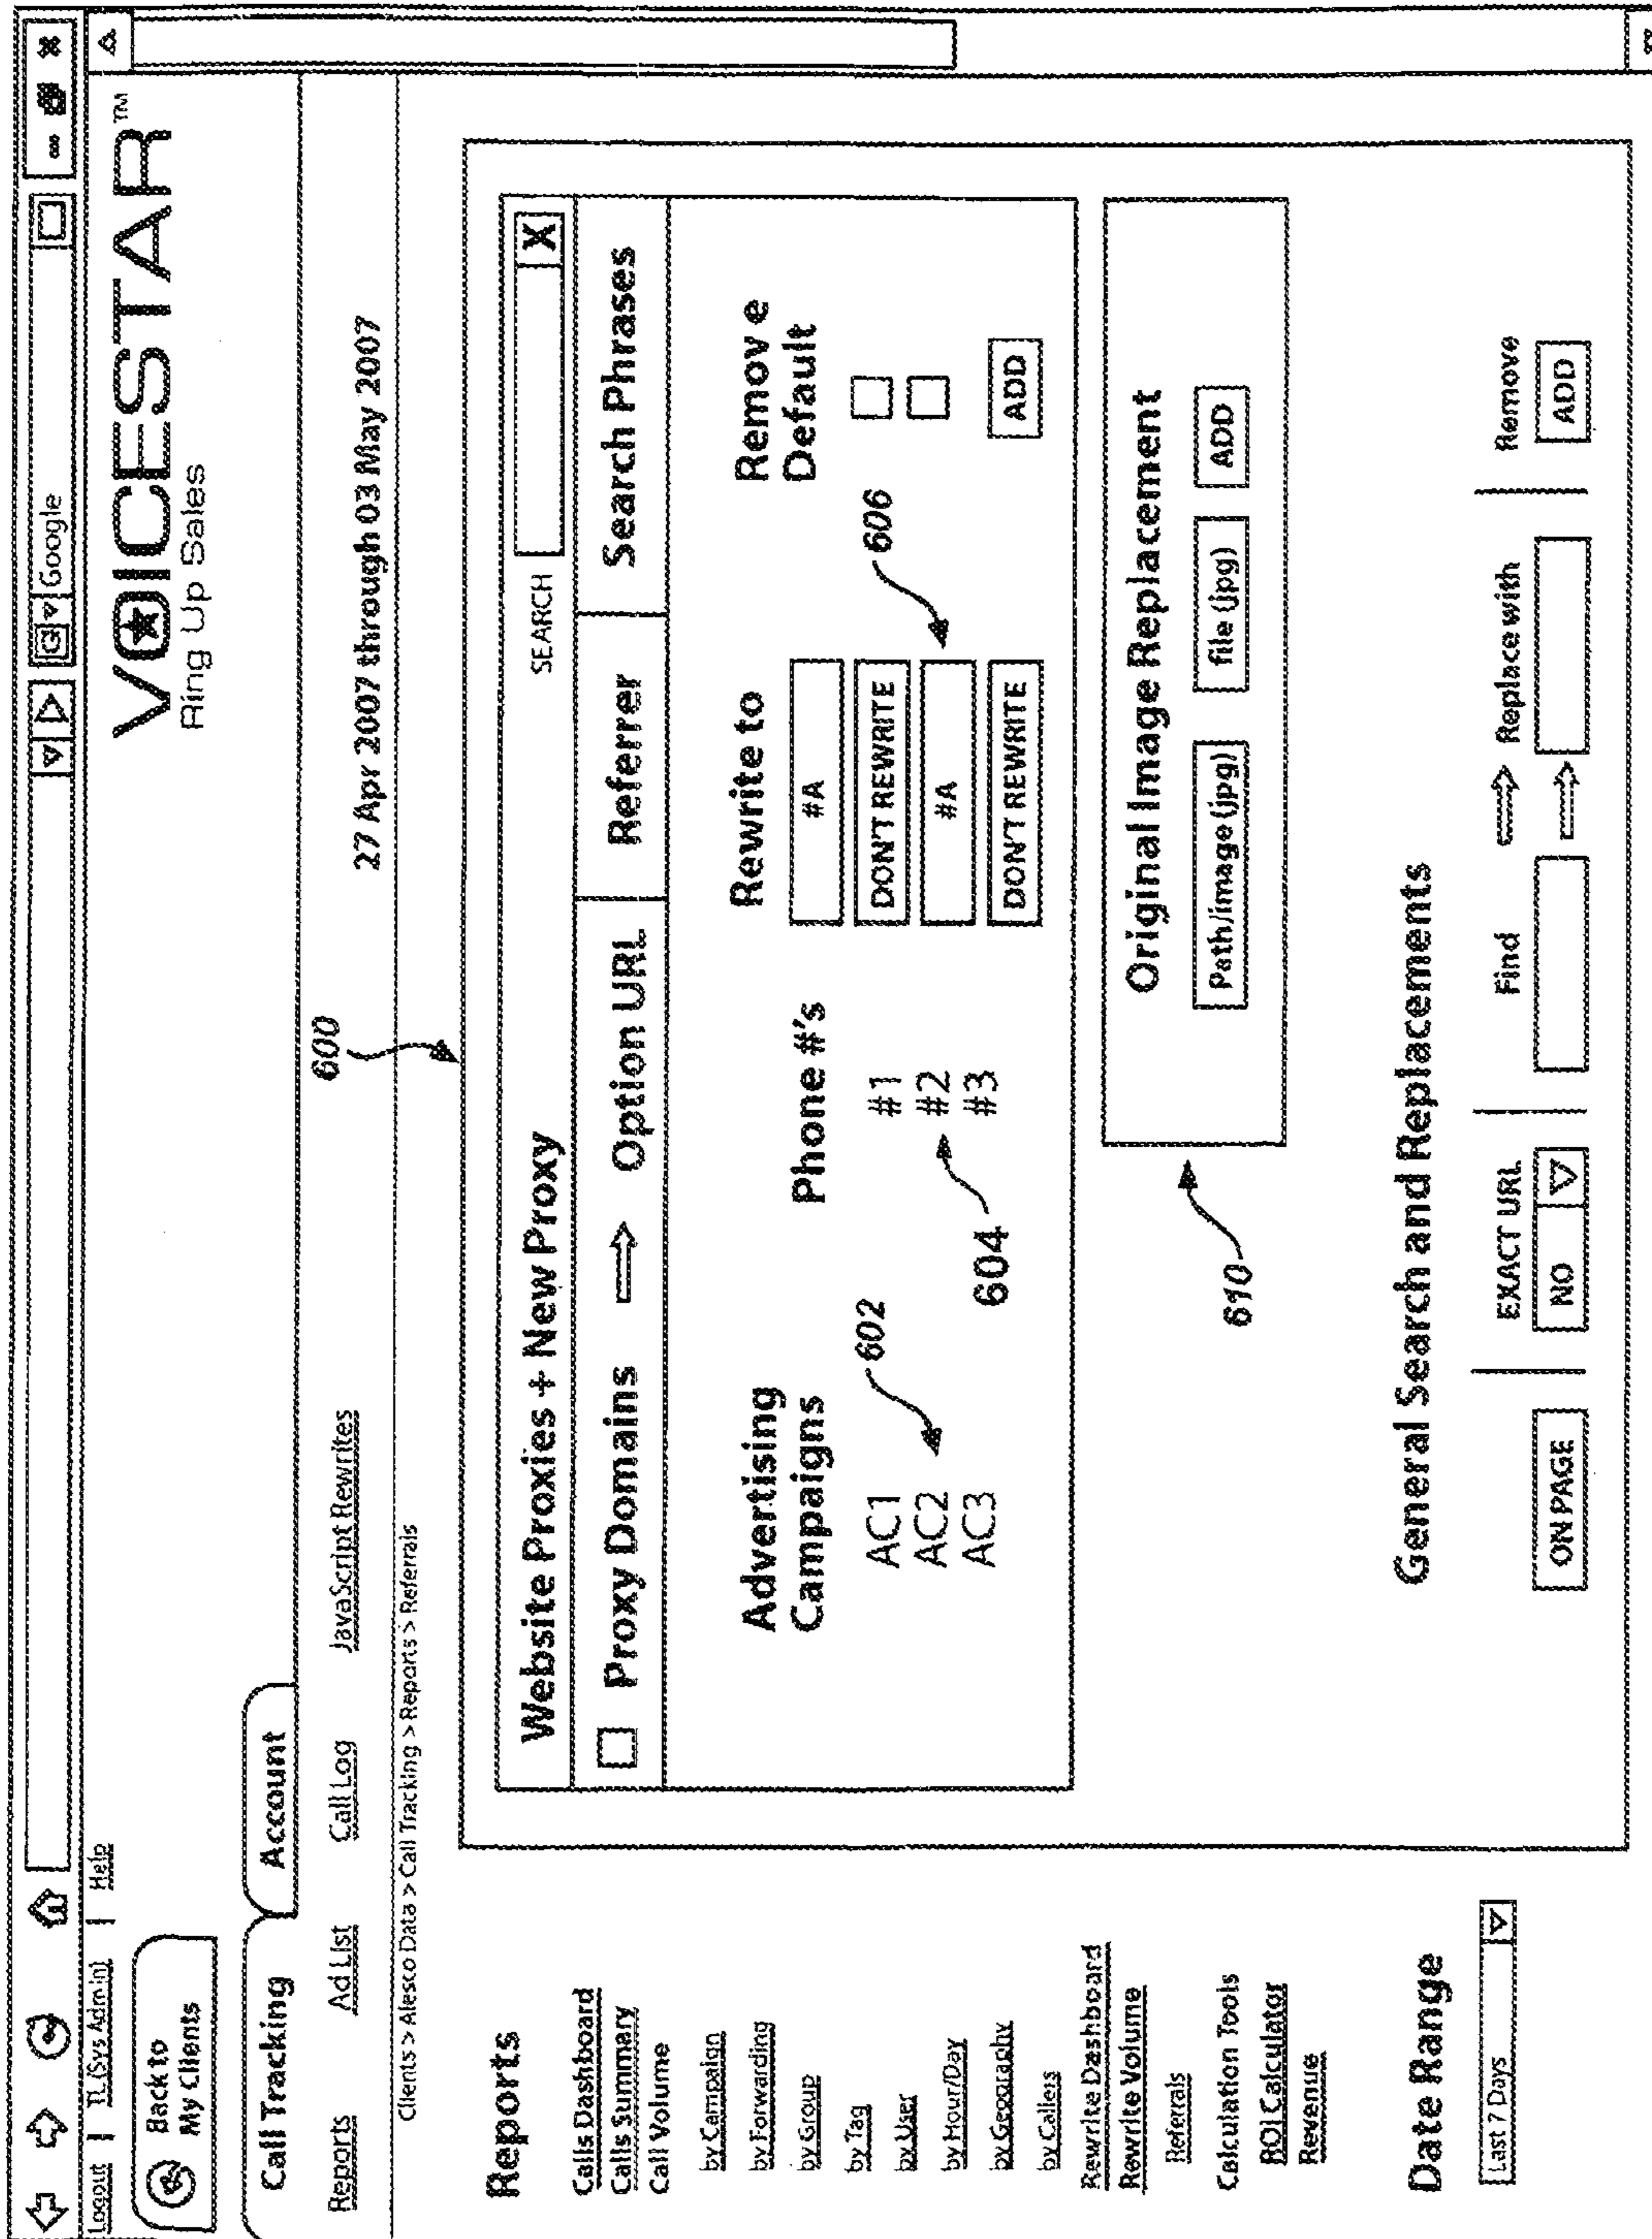 Google
Logout | TL (Sys Admin) | Help
Back to
My Clients
VOICESTAR™
Ring Up Sales
Call Tracking
Account
Reports
Ad List
Call Log
JavaScript Rewrites
27 Apr 2007 through 03 May 2007
Clients > Alesco Data > Call Tracking > Reports > Referrals
600
Reports
Calls Dashboard
Calls Summary
Call Volume
by Campaign
by Forwarding
by Group
by Tag
by User
by Hour/Day
by Geography
by Callers
Rewrite Dashboard
Rewrite Volume
Referrals
Calculation Tools
ROI Calculator
Revenue
Date Range
Last 7 Days
Website Proxies + New Proxy
SEARCH
X
Proxy Domains ⇒ Option URL
Referrer
Search Phrases
Advertising
Campaigns
AC1
AC2
AC3
602
Phone #'s
#1
#2
#3
604
Rewrite to
#A
DON'T REWRITE
#A
DON'T REWRITE
606
Remov e
Default
ADD
610
Original Image Replacement
Path/image (jpg)
file (jpg)
ADD
General Search and Replacements
EXACT URL
Find ⇒ Replace with
Remove
ON PAGE
NO
⇒
ADD